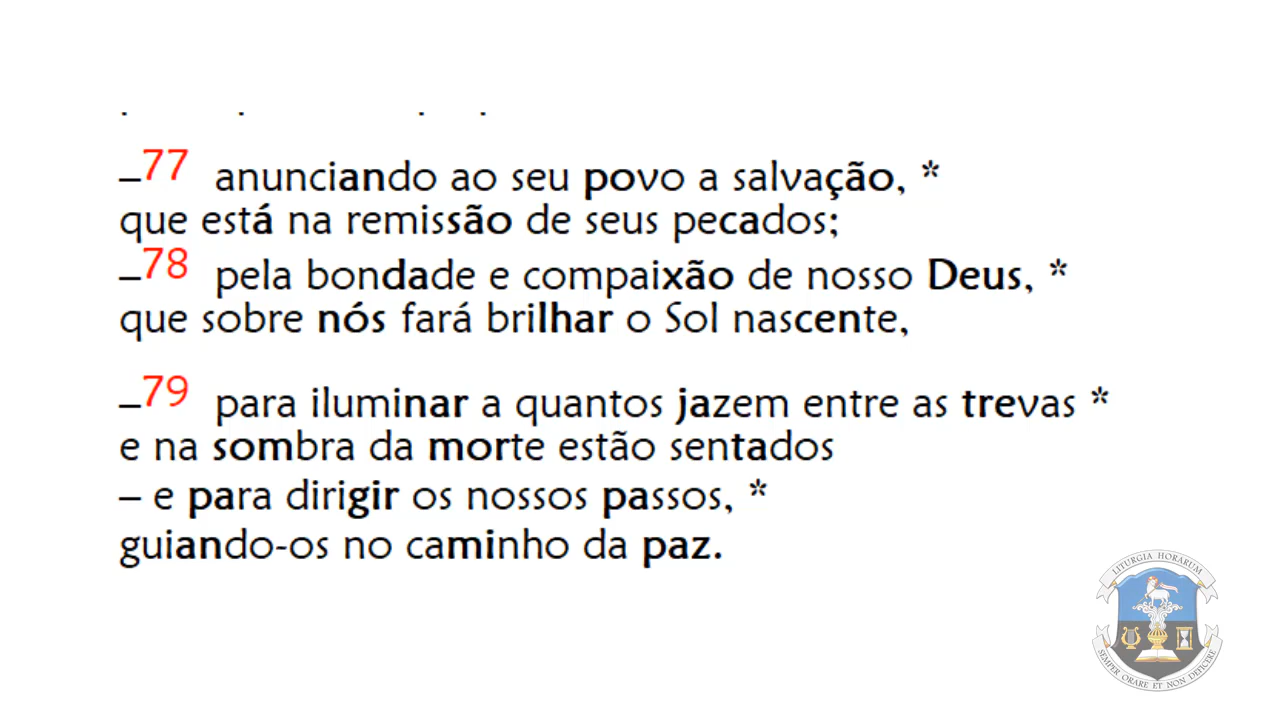 –77 anunciando ao seu povo a salvação, *
que está na remissão de seus pecados;
–78 pela bondade e compaixão de nosso Deus, *
que sobre nós fará brilhar o Sol nascente,
–79 para iluminar a quantos jazem entre as trevas *
e na sombra da morte estão sentados
– e para dirigir os nossos passos, *
guiando-os no caminho da paz.
LITURGIA HORARUM
SEMPER ORARE ET NON DEFICERE